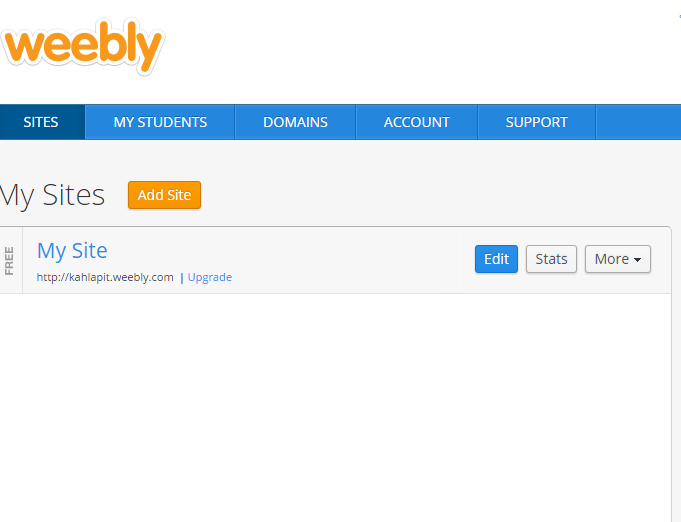 weebly
SITES MY STUDENTS DOMAINS ACCOUNT SUPPORT
My Sites Add Site
FREE
My Site
http://kahlapit.weebly.com | Upgrade
Edit Stats More